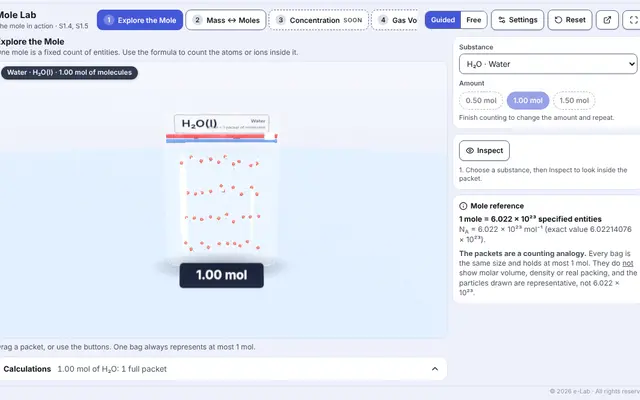 Mole Lab
The mole in action · S1.4, S1.5
1 Explore the Mole
2 Mass ↔ Moles
3 Concentration SOON
4 Gas Vo
Guided
Free
Settings
Reset
Explore the Mole
One mole is a fixed count of entities. Use the formula to count the atoms or ions inside it.
Water · H₂O(l) · 1.00 mol of molecules
H₂O(l)
Water
1.00 mol
Drag a packet, or use the buttons. One bag always represents at most 1 mol.
Calculations 1.00 mol of H₂O: 1 full packet
Substance
H₂O · Water
Amount
0.50 mol
1.00 mol
1.50 mol
Finish counting to change the amount and repeat.
Inspect
1. Choose a substance, then Inspect to look inside the
packet.
Mole reference
1 mole = 6.022 × 10²³ specified entities
N_A = 6.022 × 10²³ mol⁻¹ (exact value 6.02214076
× 10²³).
The packets are a counting analogy. Every bag is
the same size and holds at most 1 mol. They do not
show molar volume, density or real packing, and the
particles drawn are representative, not 6.022 ×
10²³.
© 2026 e-Lab · All rights reserv